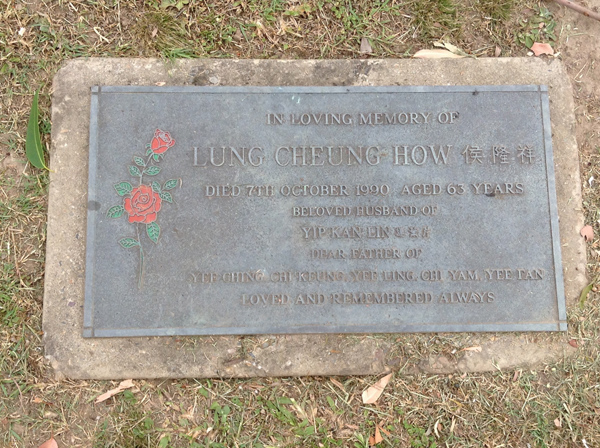 IN LOVING MEMORY OF
LUNG CHEUNG HOW 侯隆祥
DIED 7TH OCTOBER 1990 AGED 63 YEARS
BELOVED HUSBAND OF
YIP KAN LIN
DEAR FATHER OF
YEE CHING, CHI KEUNG, YEE LING, CHI YAM, YEE LAN
LOVED AND REMEMBERED ALWAYS